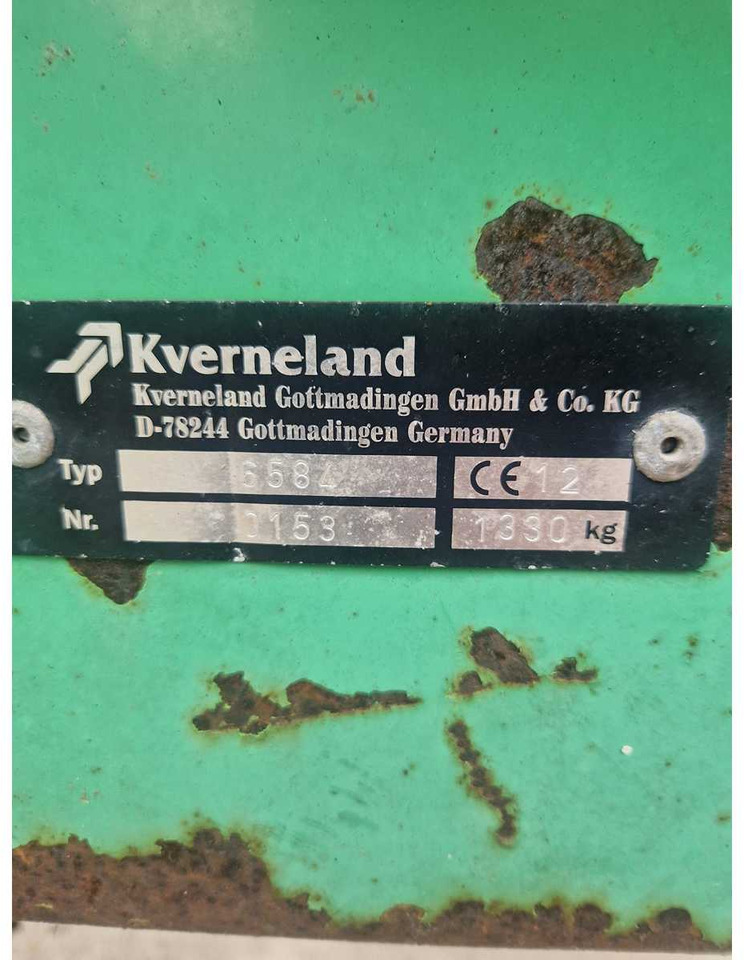 Kverneland
Kverneland Gottmadingen GmbH & Co. KG
D-78244 Gottmadingen Germany
Typ 6584 CE 12
Nr. 0153 1330 kg